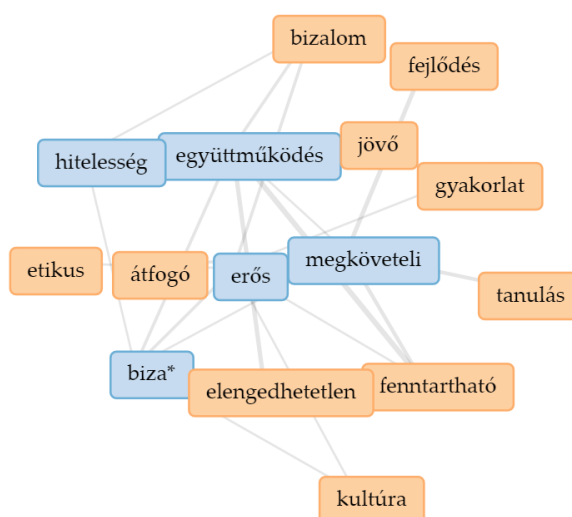 bizalom
fejlődés
hitelesség
együttműködés
jövő
gyakorlat
etikus
átfogó
erős
megköveteli
tanulás
biza*
elengedhetetlen
fenntartható
kultúra